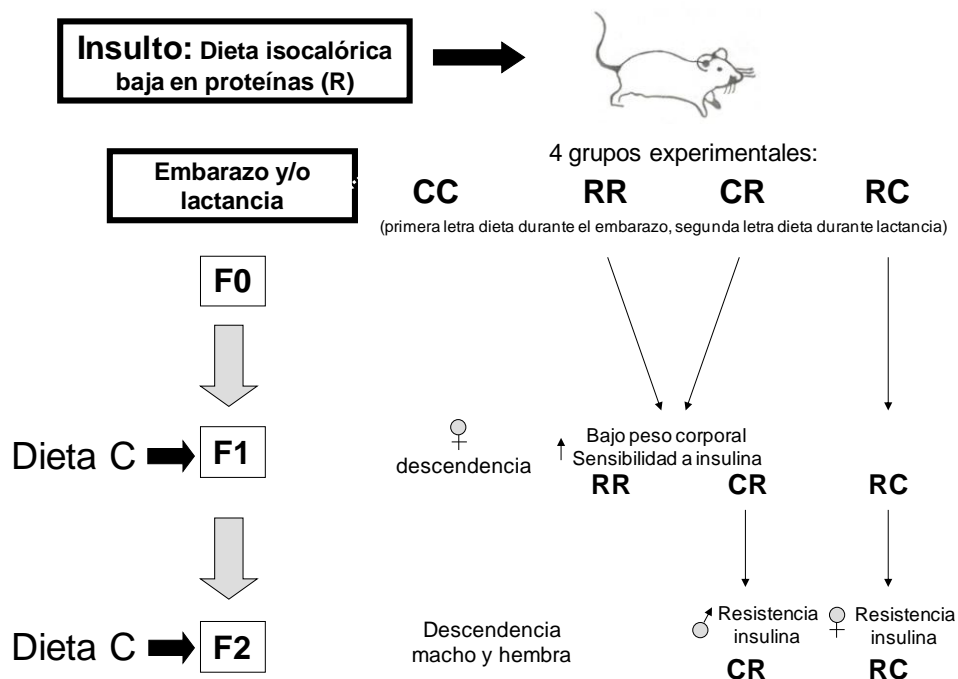 Insulto: Dieta isocalórica
baja en proteínas (R)
4 grupos experimentales:
Embarazo y/o
lactancia
CC RR CR RC
(primera letra dieta durante el embarazo, segunda letra dieta durante lactancia)
F0
Dieta C
F1
♀
descendencia
↑
Bajo peso corporal
Sensibilidad a insulina
RR CR RC
Dieta C
F2
Descendencia
macho y hembra
♂ Resistencia
insulina
♀ Resistencia
insulina
CR RC